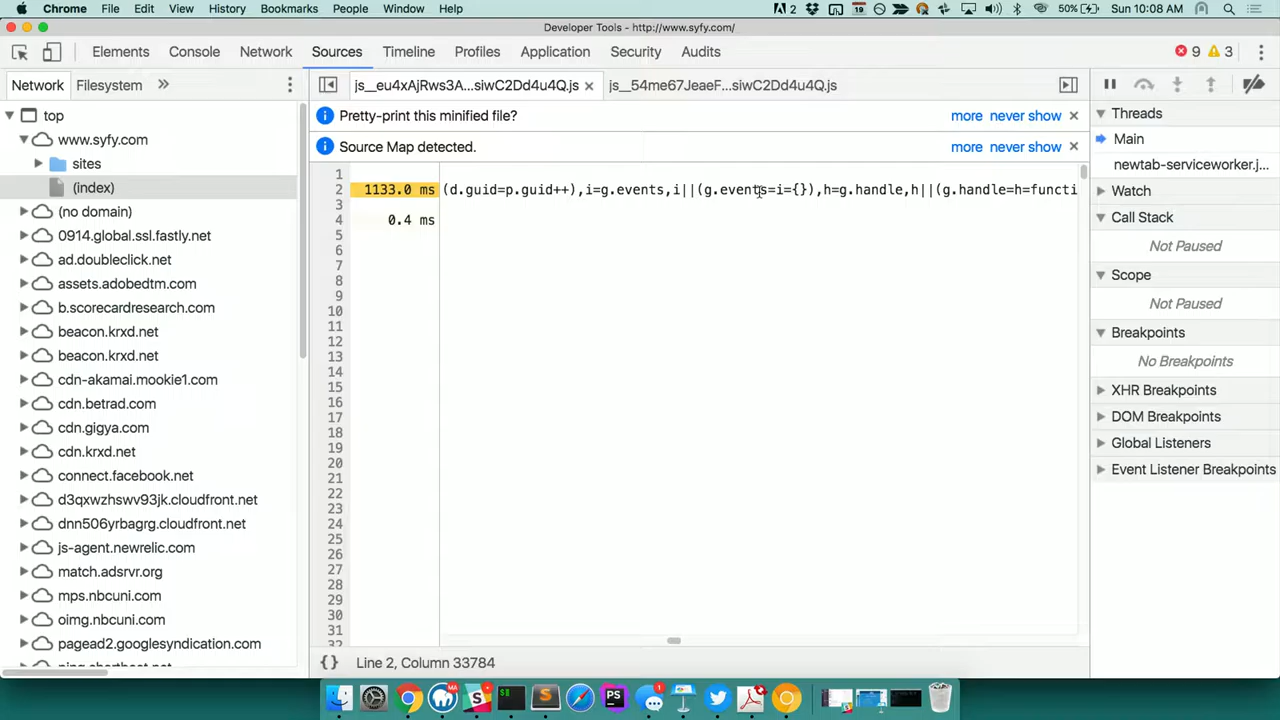 Chrome File Edit View History Bookmarks People Window Help 2 19 50% Sun 10:08 AM
Developer Tools - http://www.syfy.com/
Elements Console Network Sources Timeline Profiles Application Security Audits 9 3
Network Filesystem »
js__eu4xAjRws3A...siwC2Dd4u4Q.js × js__54me67JeaeF...siwC2Dd4u4Q.js
Pretty-print this minified file? more never show ×
Source Map detected. more never show ×
top
www.syfy.com
sites
(index)
(no domain)
0914.global.ssl.fastly.net
ad.doubleclick.net
assets.adobedtm.com
b.scorecardresearch.com
beacon.krxd.net
beacon.krxd.net
cdn-akamai.mookie1.com
cdn.betrad.com
cdn.gigya.com
cdn.krxd.net
connect.facebook.net
d3qxwzhswv93jk.cloudfront.net
dnn506yrbagrg.cloudfront.net
js-agent.newrelic.com
match.adsrvr.org
mps.nbcuni.com
oimg.nbcuni.com
pagead2.googlesyndication.com
1
2 1133.0 ms (d.guid=p.guid++),i=g.events,i||(g.events=i={}),h=g.handle,h||(g.handle=h=functi
3
4 0.4 ms
5
6
7
8
9
10
11
12
13
14
15
16
17
18
19
20
21
22
23
24
25
26
27
28
29
30
31
32
{} Line 2, Column 33784
Threads
Main
newtab-serviceworker.j...
Watch
Call Stack
Not Paused
Scope
Not Paused
Breakpoints
No Breakpoints
XHR Breakpoints
DOM Breakpoints
Global Listeners
Event Listener Breakpoints
MA
PS
1